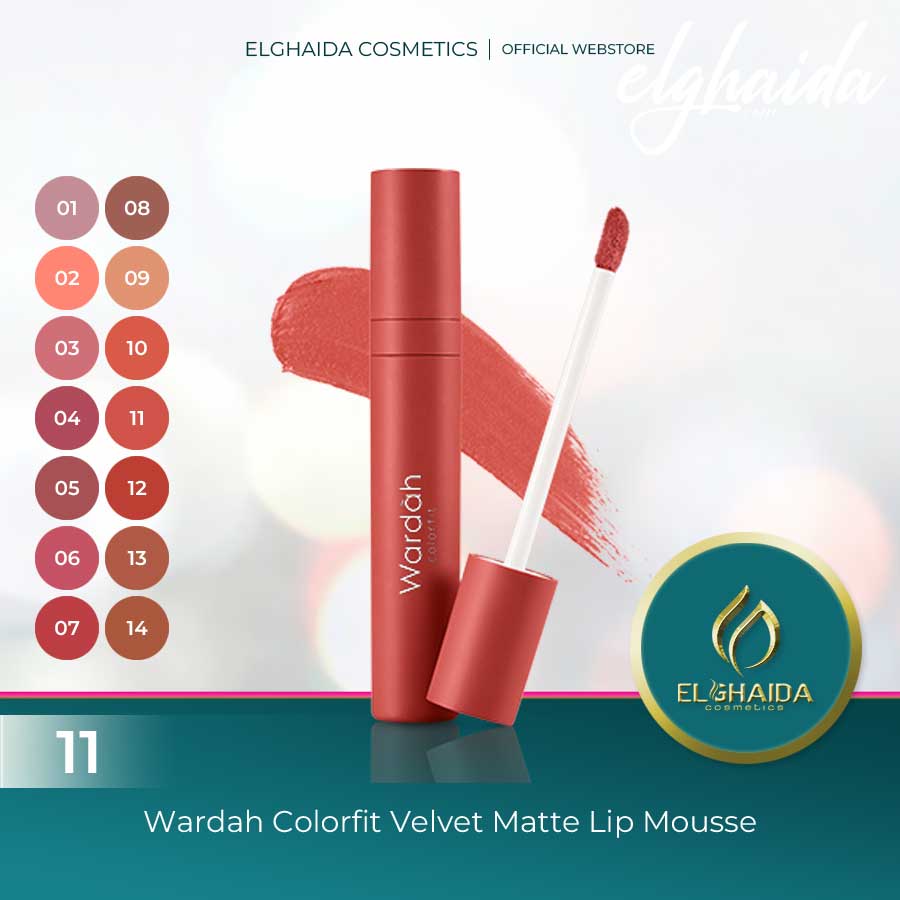 ELGHAIDA COSMETICS | OFFICIAL WEBSTORE
elghaida
01 08
02 09
03 10
04 11
05 12
06 13
07 14
Wardah
colorfit
ELGHAIDA
cosmetics
11
Wardah Colorfit Velvet Matte Lip Mousse